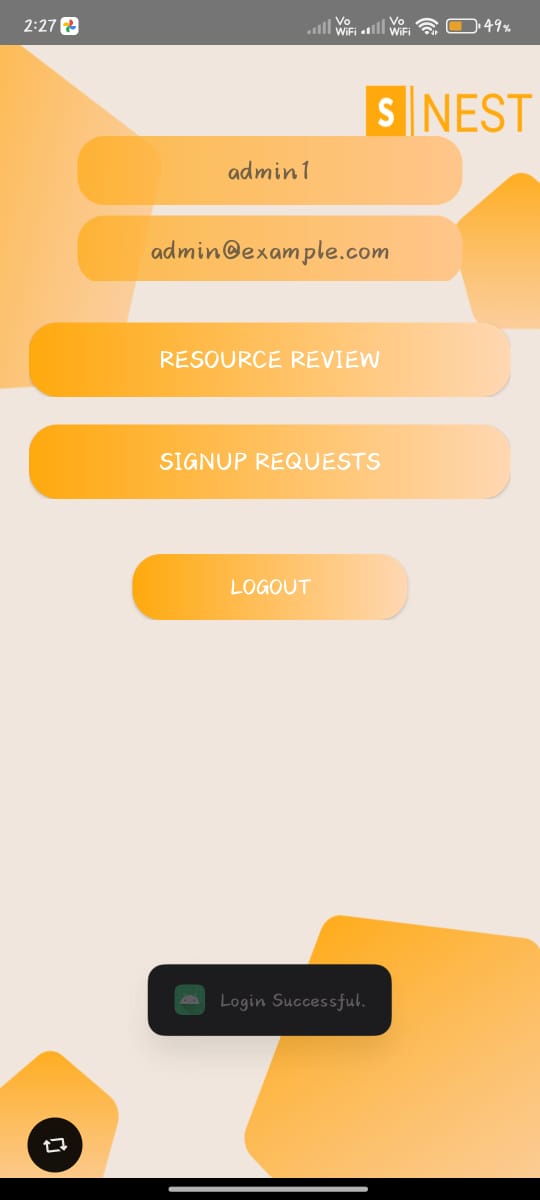 2:27 Vo WiFi Vo WiFi 49%
S NEST
admin1
admin@example.com
RESOURCE REVIEW
SIGNUP REQUESTS
LOGOUT
Login Successful.